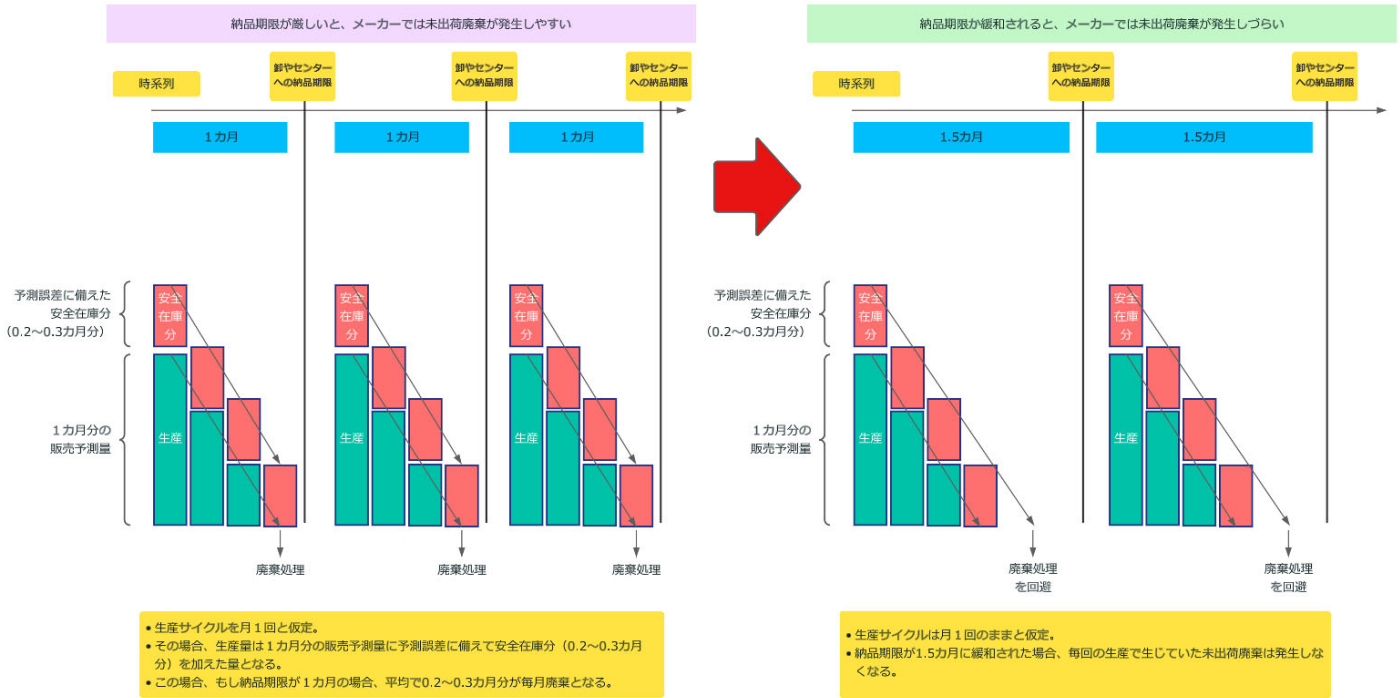 納品期限が厳しいと、メーカーでは未出荷廃棄が発生しやすい
時系列
卸やセンター
への納品期限
卸やセンター
への納品期限
卸やセンター
への納品期限
1カ月
1カ月
1カ月
予測誤差に備えた
安全在庫分
（0.2〜0.3カ月分）
安全
在庫
分
安全
在庫
分
安全
在庫
分
1カ月分の
販売予測量
生産
生産
生産
廃棄処理
廃棄処理
廃棄処理
• 生産サイクルを月1回と仮定。
• その場合、生産量は1カ月分の販売予測量に予測誤差に備えて安全在庫分（0.2〜0.3カ月
分）を加えた量となる。
• この場合、もし納品期限が1カ月の場合、平均で0.2〜0.3カ月分が毎月廃棄となる。
納品期限か緩和されると、メーカーでは未出荷廃棄が発生しづらい
時系列
卸やセンター
への納品期限
卸やセンター
への納品期限
1.5カ月
1.5カ月
予測誤差に備えた
安全在庫分
（0.2〜0.3カ月分）
安全
在庫
分
安全
在庫
分
1カ月分の
販売予測量
生産
生産
廃棄処理
を回避
廃棄処理
を回避
• 生産サイクルは月1回のままと仮定。
• 納品期限が1.5カ月に緩和された場合、毎回の生産で生じていた未出荷廃棄は発生しな
くなる。